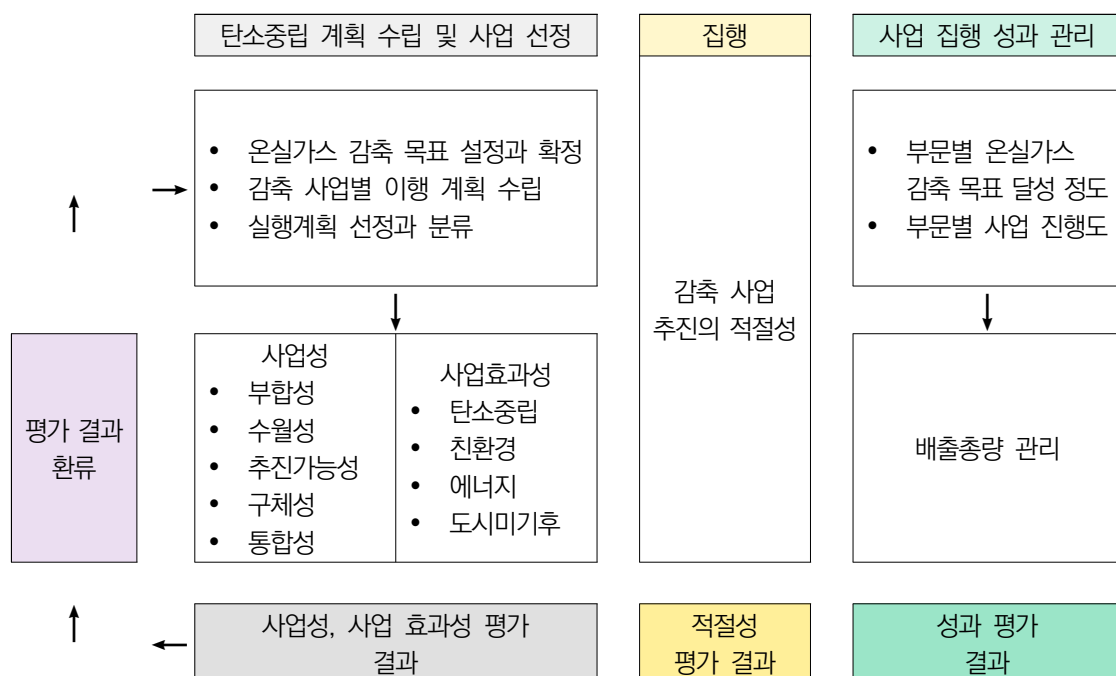 탄소중립 계획 수립 및 사업 선정
집행
사업 집행 성과 관리
• 온실가스 감축 목표 설정과 확정
• 감축 사업별 이행 계획 수립
• 실행계획 선정과 분류
감축 사업
추진의 적절성
• 부문별 온실가스
감축 목표 달성 정도
• 부문별 사업 진행도
평가 결과
환류
사업성
• 부합성
• 수월성
• 추진가능성
• 구체성
• 통합성
사업효과성
• 탄소중립
• 친환경
• 에너지
• 도시미기후
배출총량 관리
사업성, 사업 효과성 평가
결과
적절성
평가 결과
성과 평가
결과